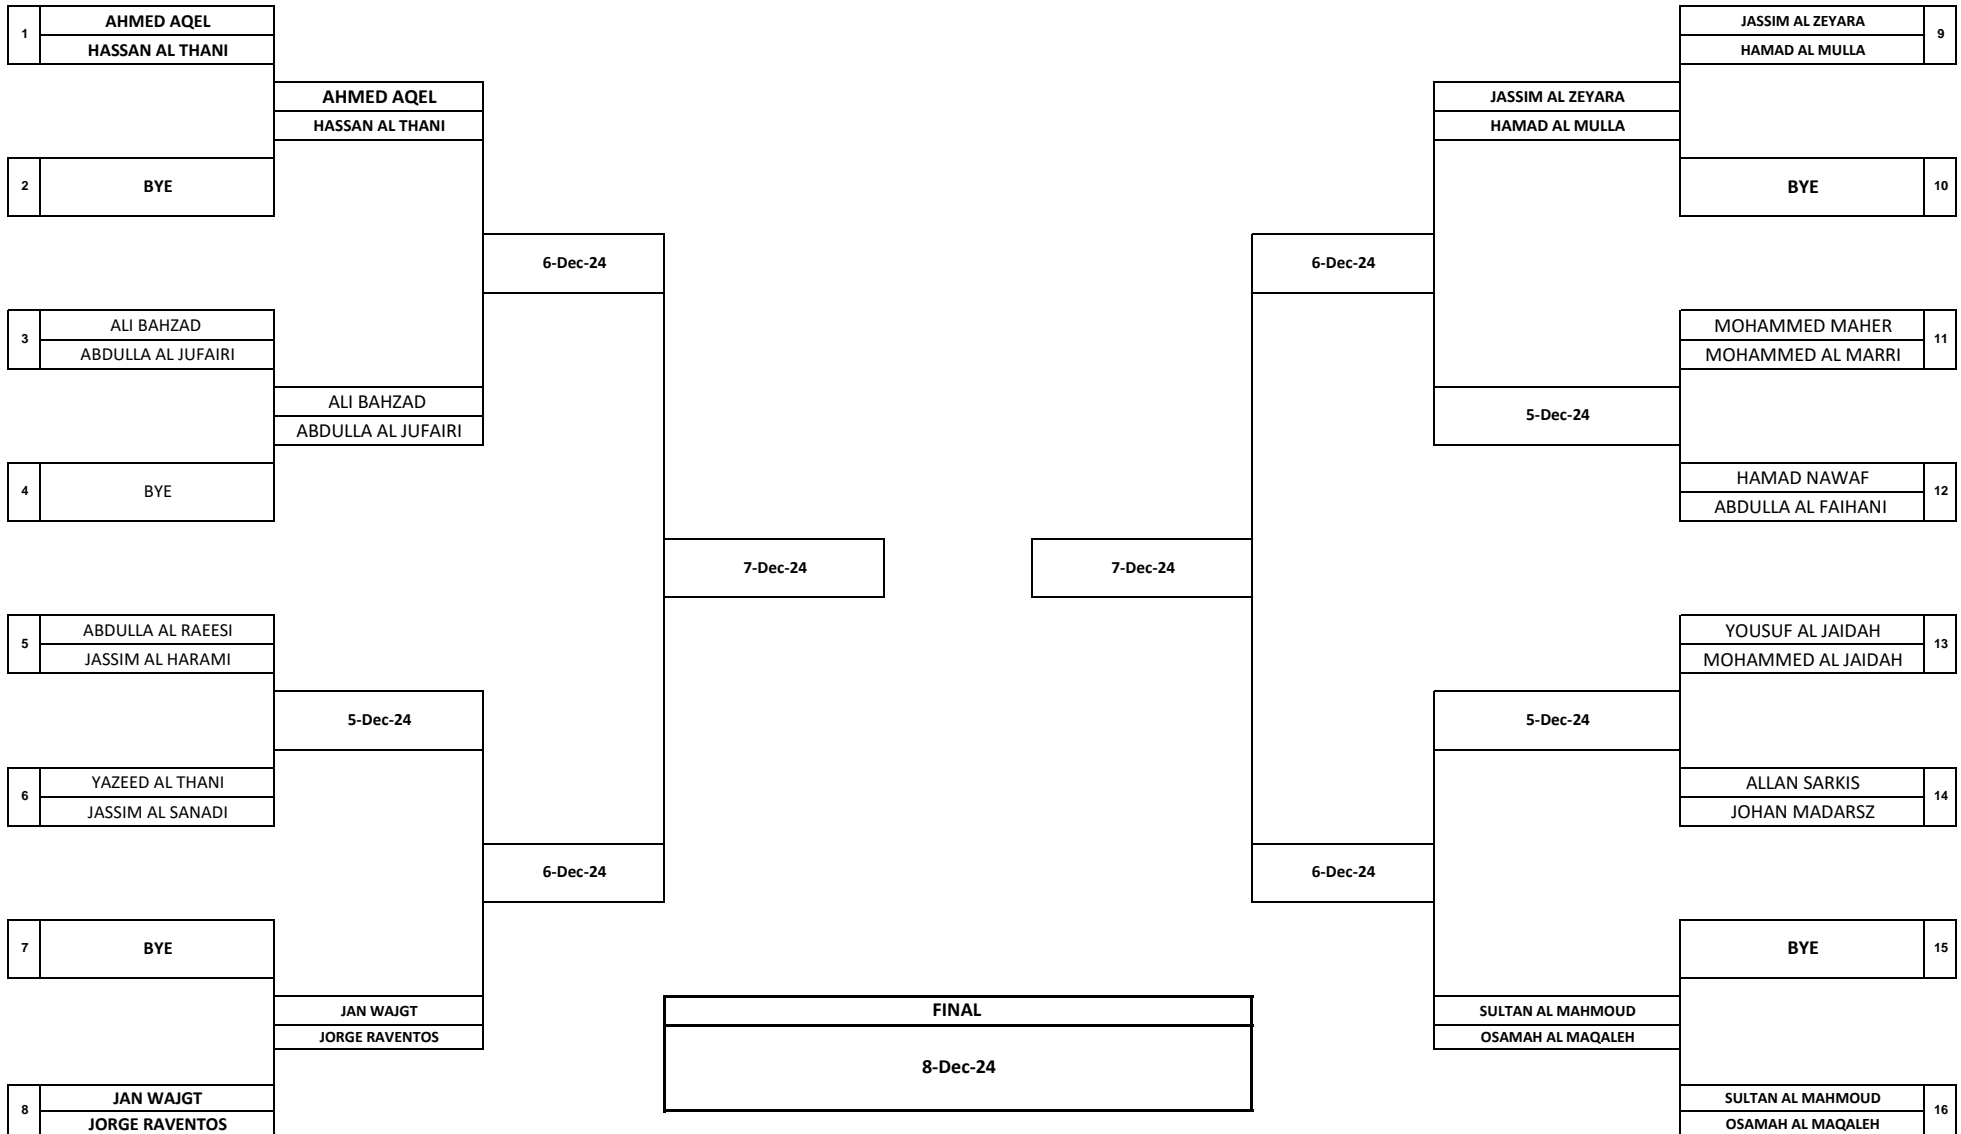 1
AHMED AQEL
HASSAN AL THANI
AHMED AQEL
HASSAN AL THANI
2
BYE
6-Dec-24
3
ALI BAHZAD
ABDULLA AL JUFAIRI
ALI BAHZAD
ABDULLA AL JUFAIRI
4
BYE
7-Dec-24
5
ABDULLA AL RAEESI
JASSIM AL HARAMI
5-Dec-24
6
YAZEED AL THANI
JASSIM AL SANADI
6-Dec-24
7
BYE
JAN WAJGT
JORGE RAVENTOS
8
JAN WAJGT
JORGE RAVENTOS
FINAL
8-Dec-24
JASSIM AL ZEYARA
HAMAD AL MULLA
9
JASSIM AL ZEYARA
HAMAD AL MULLA
BYE
10
6-Dec-24
MOHAMMED MAHER
MOHAMMED AL MARRI
11
5-Dec-24
HAMAD NAWAF
ABDULLA AL FAIHANI
12
7-Dec-24
YOUSUF AL JAIDAH
MOHAMMED AL JAIDAH
13
5-Dec-24
ALLAN SARKIS
JOHAN MADARSZ
14
6-Dec-24
BYE
15
SULTAN AL MAHMOUD
OSAMAH AL MAQALEH
SULTAN AL MAHMOUD
OSAMAH AL MAQALEH
16